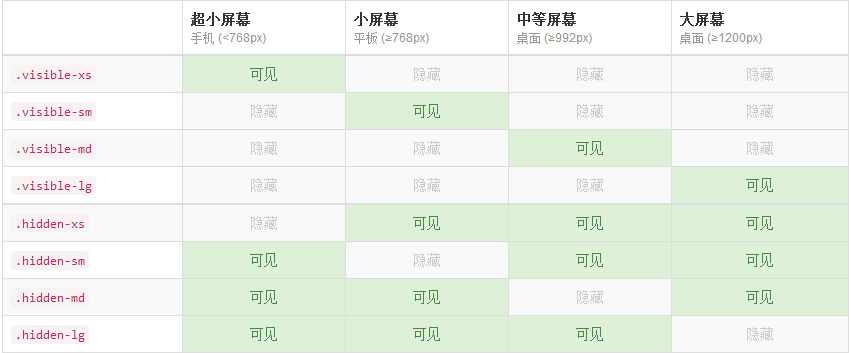 超小屏幕 小屏幕 中等屏幕 大屏幕
手机 (<768px) 平板 (≥768px) 桌面 (≥992px) 桌面 (≥1200px)
.visible-xs 可见 隐藏 隐藏 隐藏
.visible-sm 隐藏 可见 隐藏 隐藏
.visible-md 隐藏 隐藏 可见 隐藏
.visible-lg 隐藏 隐藏 隐藏 可见
.hidden-xs 隐藏 可见 可见 可见
.hidden-sm 可见 隐藏 可见 可见
.hidden-md 可见 可见 隐藏 可见
.hidden-lg 可见 可见 可见 隐藏